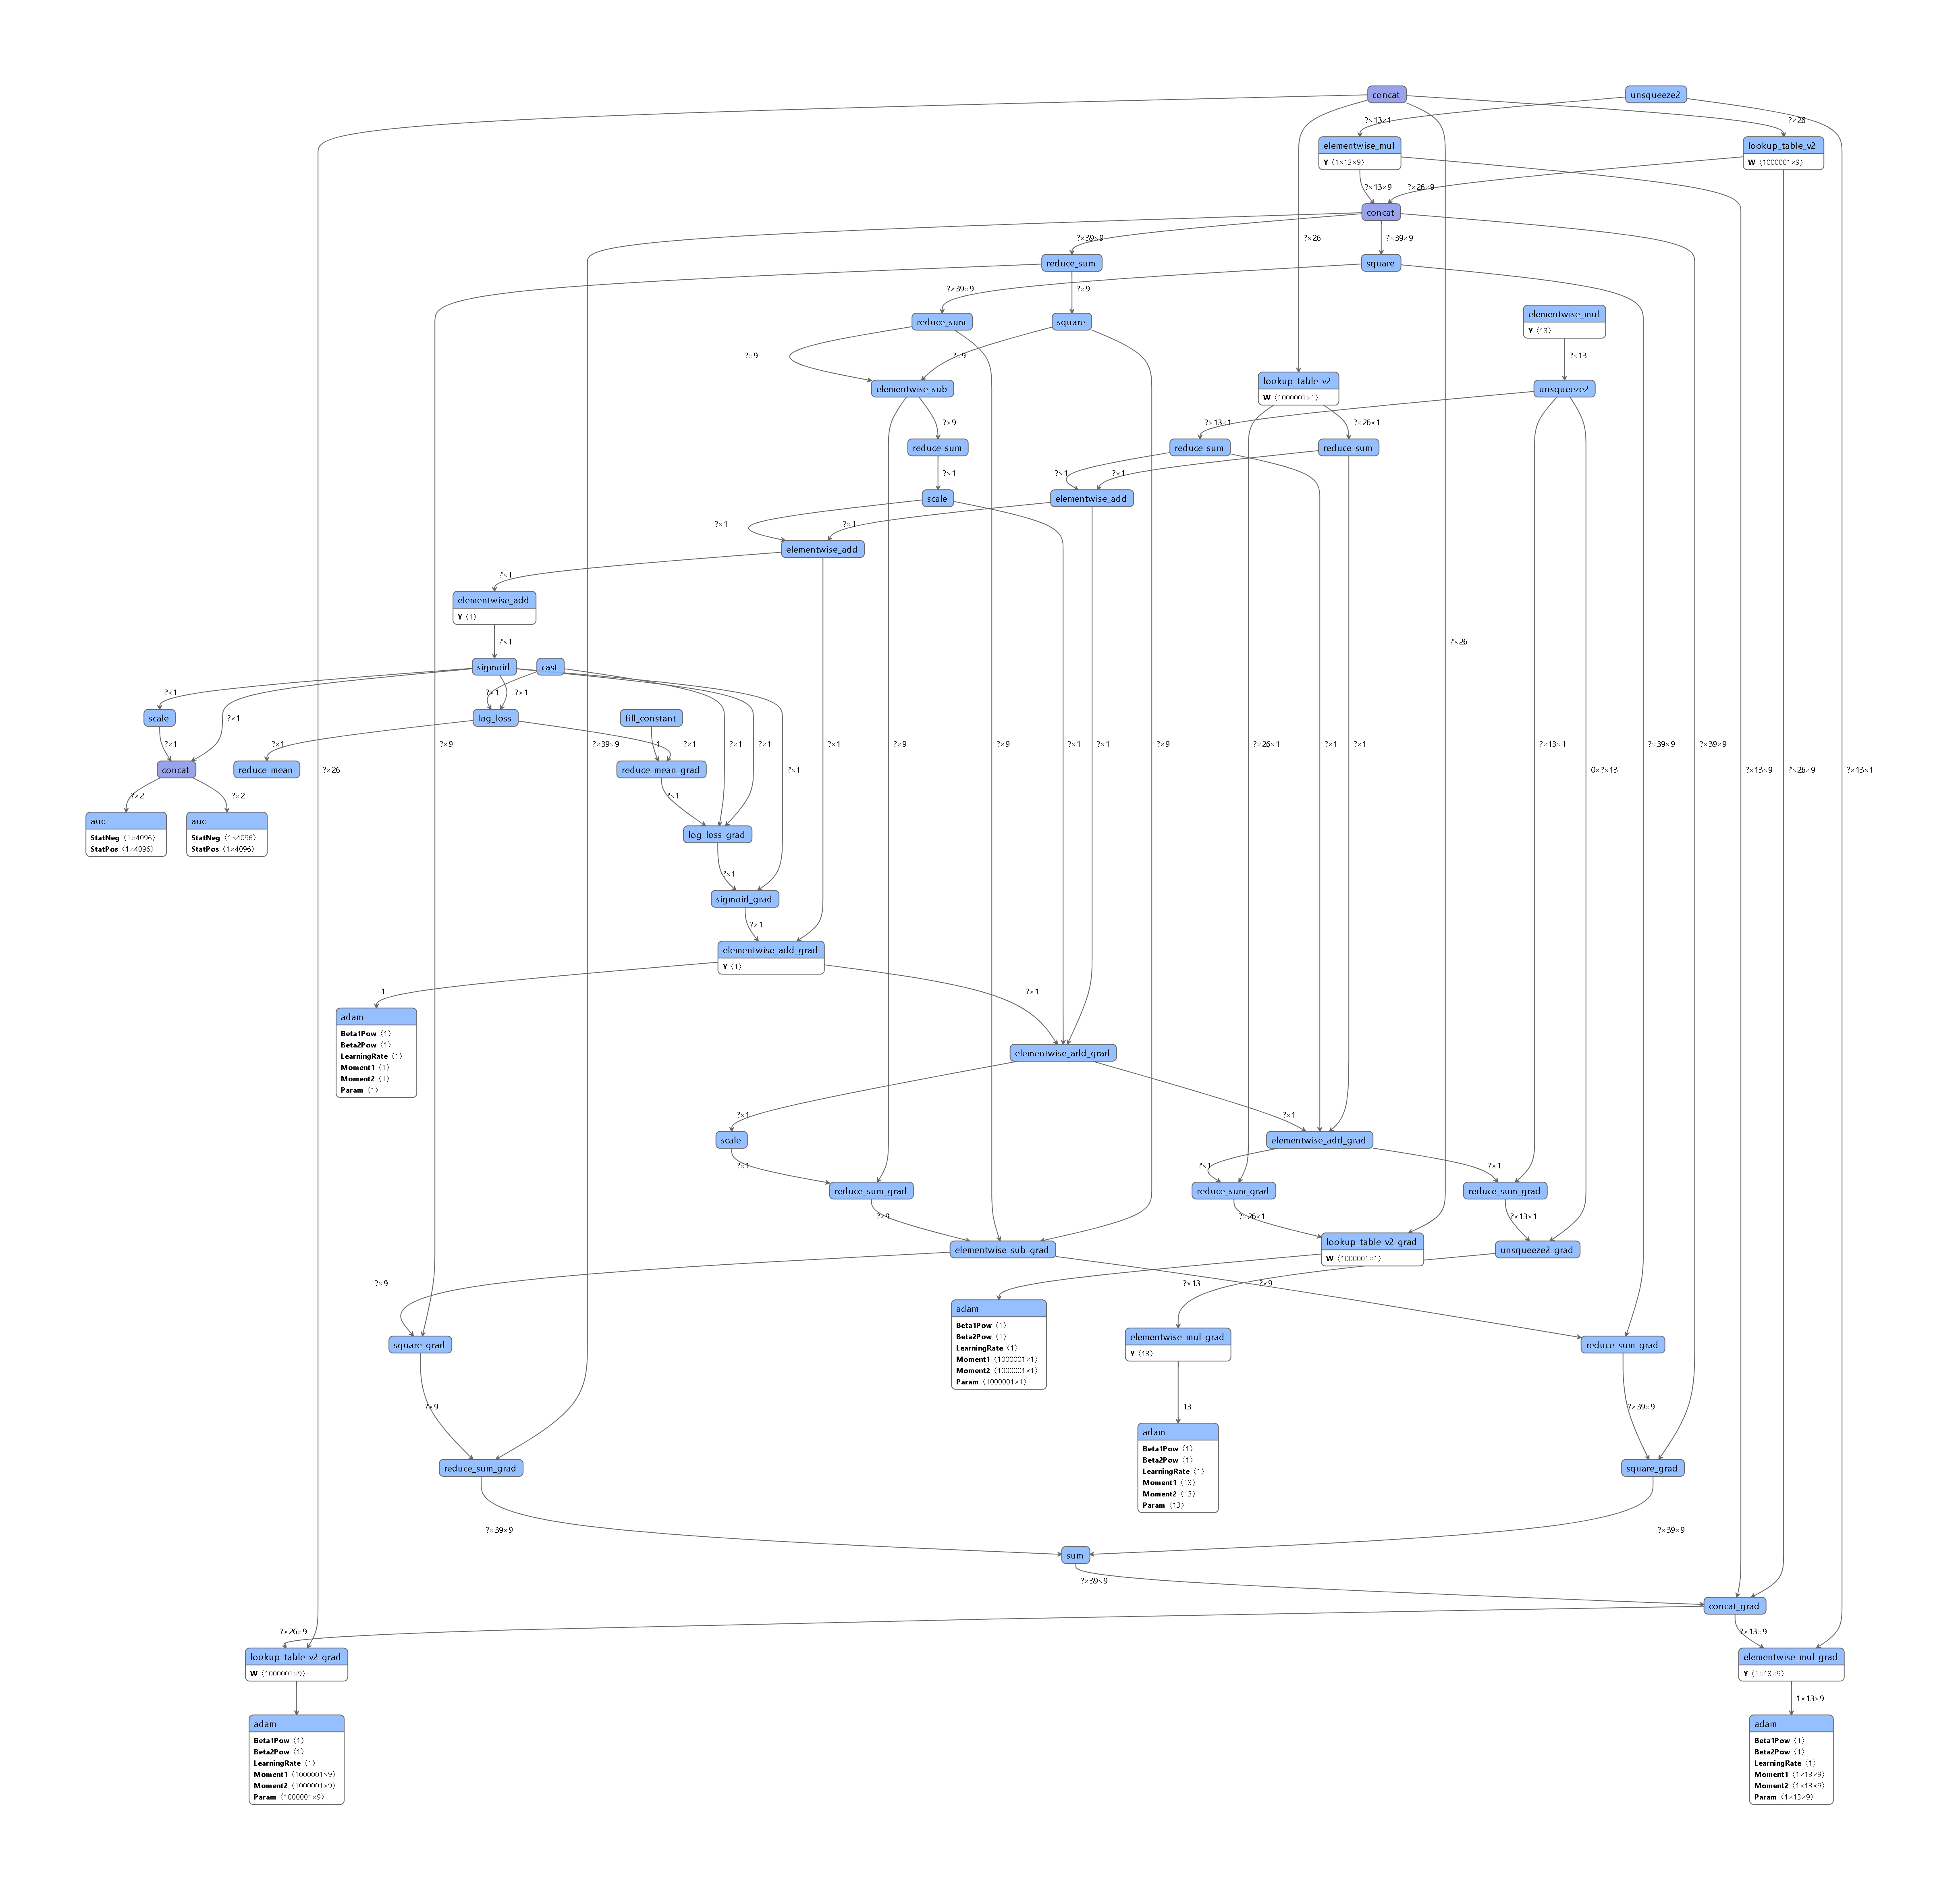 concat
unsqueeze2
?×13×1
?×26
elementwise_mul
Y ⟨1×13×9⟩
lookup_table_v2
W ⟨1000001×9⟩
?×13×9
?×26×9
concat
?×39×9
?×26
?×39×9
reduce_sum
square
?×39×9
?×9
elementwise_mul
Y ⟨13⟩
reduce_sum
square
?×9
?×9
?×13
elementwise_sub
lookup_table_v2
W ⟨1000001×1⟩
unsqueeze2
?×9
?×13×1
?×26×1
reduce_sum
reduce_sum
reduce_sum
?×1
?×1
?×1
scale
elementwise_add
?×1
?×1
elementwise_add
?×1
elementwise_add
Y ⟨1⟩
?×1
?×26
sigmoid
cast
?×1
?×1
?×1
scale
?×1
log_loss
fill_constant
?×1
?×1
?×9
?×39×9
1
?×1
?×1
?×1
?×1
?×9
?×9
?×1
?×1
?×9
?×26×1
?×1
?×1
?×13×1
?×39×9
?×39×9
concat
reduce_mean
?×26
reduce_mean_grad
?×1
0×?×13
?×13×9
?×26×9
?×13×1
?×2
?×2
?×1
auc
StatNeg ⟨1×4096⟩
StatPos ⟨1×4096⟩
auc
StatNeg ⟨1×4096⟩
StatPos ⟨1×4096⟩
log_loss_grad
?×1
sigmoid_grad
?×1
elementwise_add_grad
Y ⟨1⟩
1
?×1
adam
Beta1Pow ⟨1⟩
Beta2Pow ⟨1⟩
LearningRate ⟨1⟩
Moment1 ⟨1⟩
Moment2 ⟨1⟩
Param ⟨1⟩
elementwise_add_grad
?×1
?×1
scale
elementwise_add_grad
?×1
?×1
?×1
reduce_sum_grad
reduce_sum_grad
reduce_sum_grad
?×9
?×26×1
?×13×1
elementwise_sub_grad
lookup_table_v2_grad
W ⟨1000001×1⟩
unsqueeze2_grad
?×9
?×13
?×9
adam
Beta1Pow ⟨1⟩
Beta2Pow ⟨1⟩
LearningRate ⟨1⟩
Moment1 ⟨1000001×1⟩
Moment2 ⟨1000001×1⟩
Param ⟨1000001×1⟩
elementwise_mul_grad
Y ⟨13⟩
square_grad
reduce_sum_grad
?×9
13
?×39×9
adam
Beta1Pow ⟨1⟩
Beta2Pow ⟨1⟩
LearningRate ⟨1⟩
Moment1 ⟨13⟩
Moment2 ⟨13⟩
Param ⟨13⟩
reduce_sum_grad
square_grad
?×39×9
?×39×9
sum
?×39×9
concat_grad
?×26×9
?×13×9
lookup_table_v2_grad
W ⟨1000001×9⟩
elementwise_mul_grad
Y ⟨1×13×9⟩
1×13×9
adam
Beta1Pow ⟨1⟩
Beta2Pow ⟨1⟩
LearningRate ⟨1⟩
Moment1 ⟨1000001×9⟩
Moment2 ⟨1000001×9⟩
Param ⟨1000001×9⟩
adam
Beta1Pow ⟨1⟩
Beta2Pow ⟨1⟩
LearningRate ⟨1⟩
Moment1 ⟨1×13×9⟩
Moment2 ⟨1×13×9⟩
Param ⟨1×13×9⟩